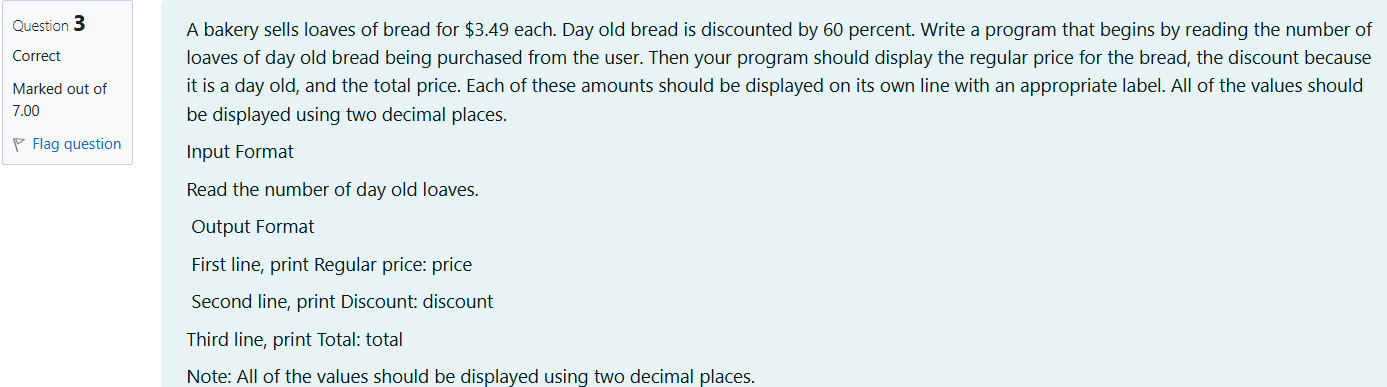 Question 3
Correct
Marked out of
7.00
Flag question
A bakery sells loaves of bread for $3.49 each. Day old bread is discounted by 60 percent. Write a program that begins by reading the number of
loaves of day old bread being purchased from the user. Then your program should display the regular price for the bread, the discount because
it is a day old, and the total price. Each of these amounts should be displayed on its own line with an appropriate label. All of the values should
be displayed using two decimal places.
Input Format
Read the number of day old loaves.
Output Format
First line, print Regular price: price
Second line, print Discount: discount
Third line, print Total: total
Note: All of the values should be displayed using two decimal places.